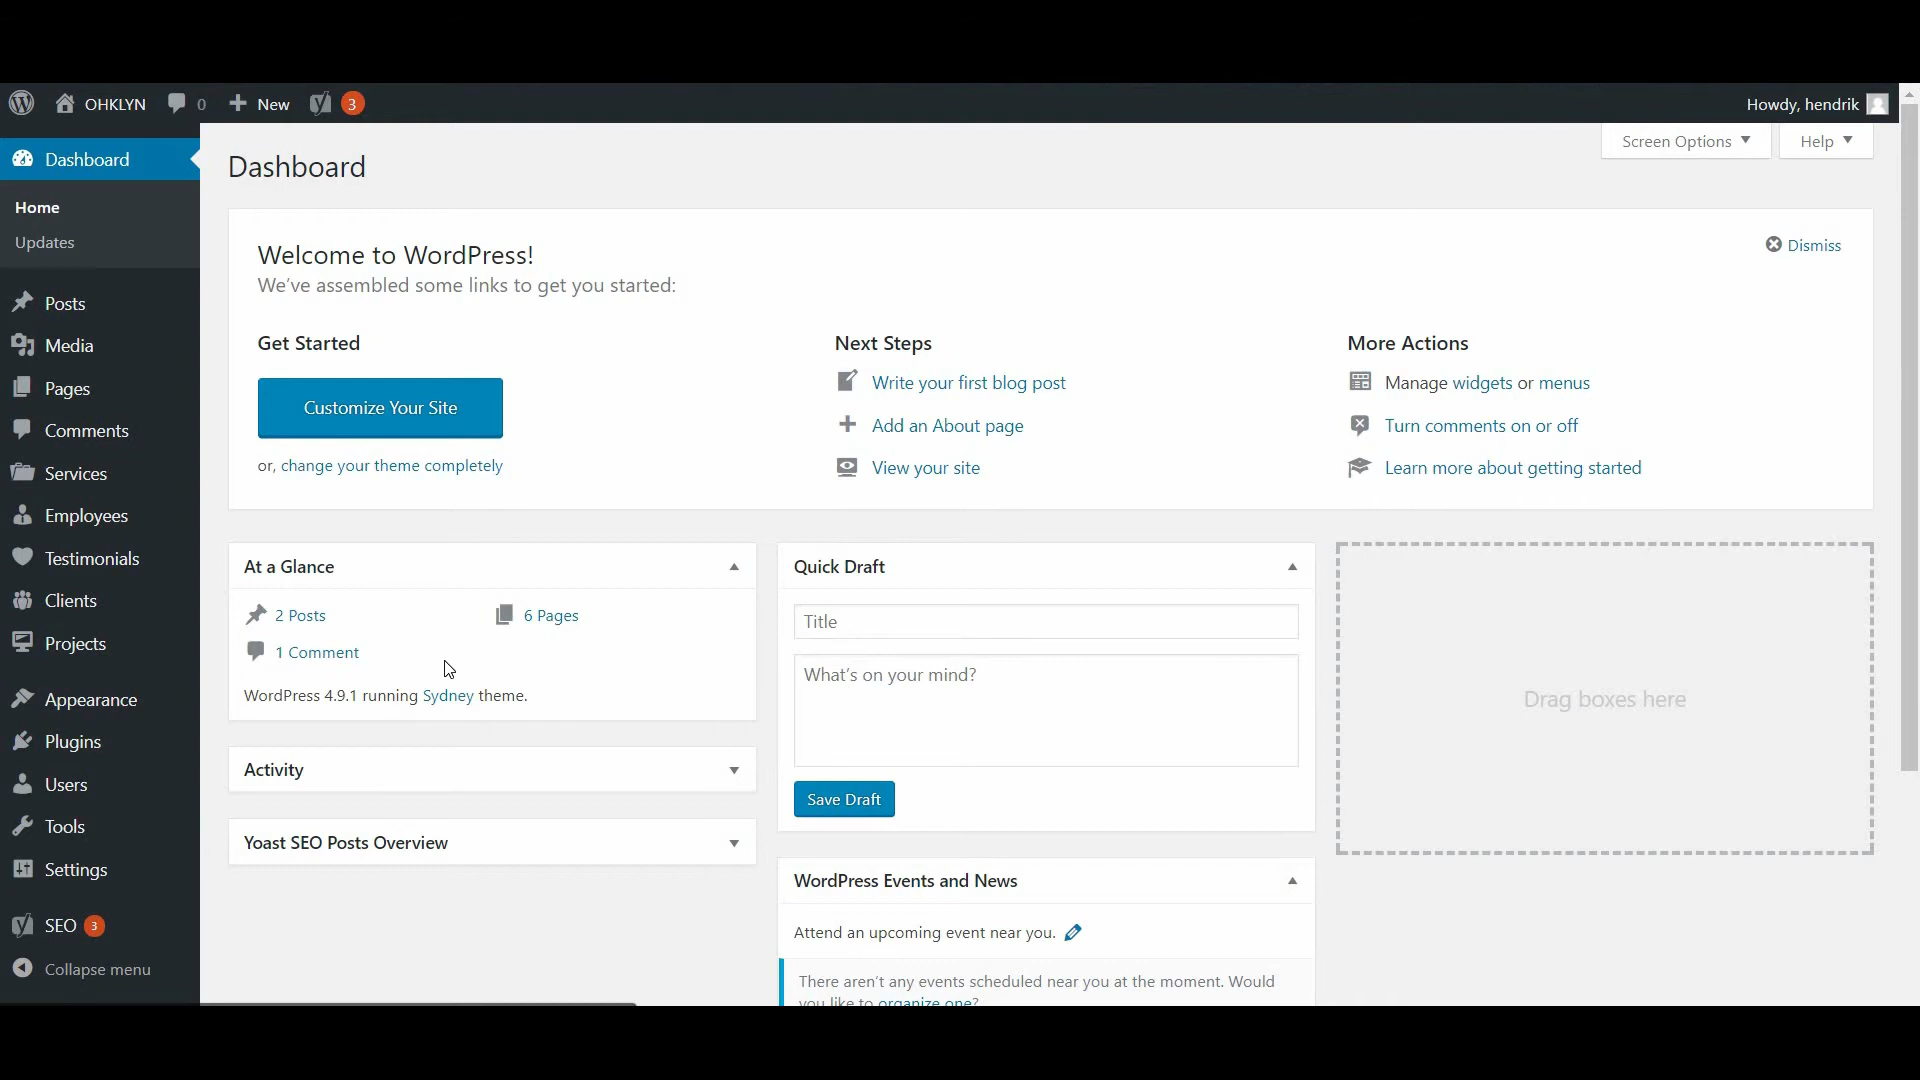 OHKLYN 0 New 3 Howdy, hendrik
Screen Options Help
Dashboard
Home
Updates
Posts
Media
Pages
Comments
Services
Employees
Testimonials
Clients
Projects
Appearance
Plugins
Users
Tools
Settings
SEO 3
Collapse menu
Dashboard
Welcome to WordPress!
We've assembled some links to get you started:
Dismiss
Get Started
Customize Your Site
or, change your theme completely
Next Steps
Write your first blog post
Add an About page
View your site
More Actions
Manage widgets or menus
Turn comments on or off
Learn more about getting started
At a Glance
2 Posts 6 Pages
1 Comment
WordPress 4.9.1 running Sydney theme.
Activity
Yoast SEO Posts Overview
Quick Draft
Title
What's on your mind?
Save Draft
WordPress Events and News
Attend an upcoming event near you.
There aren't any events scheduled near you at the moment. Would
you like to organize one?
Drag boxes here